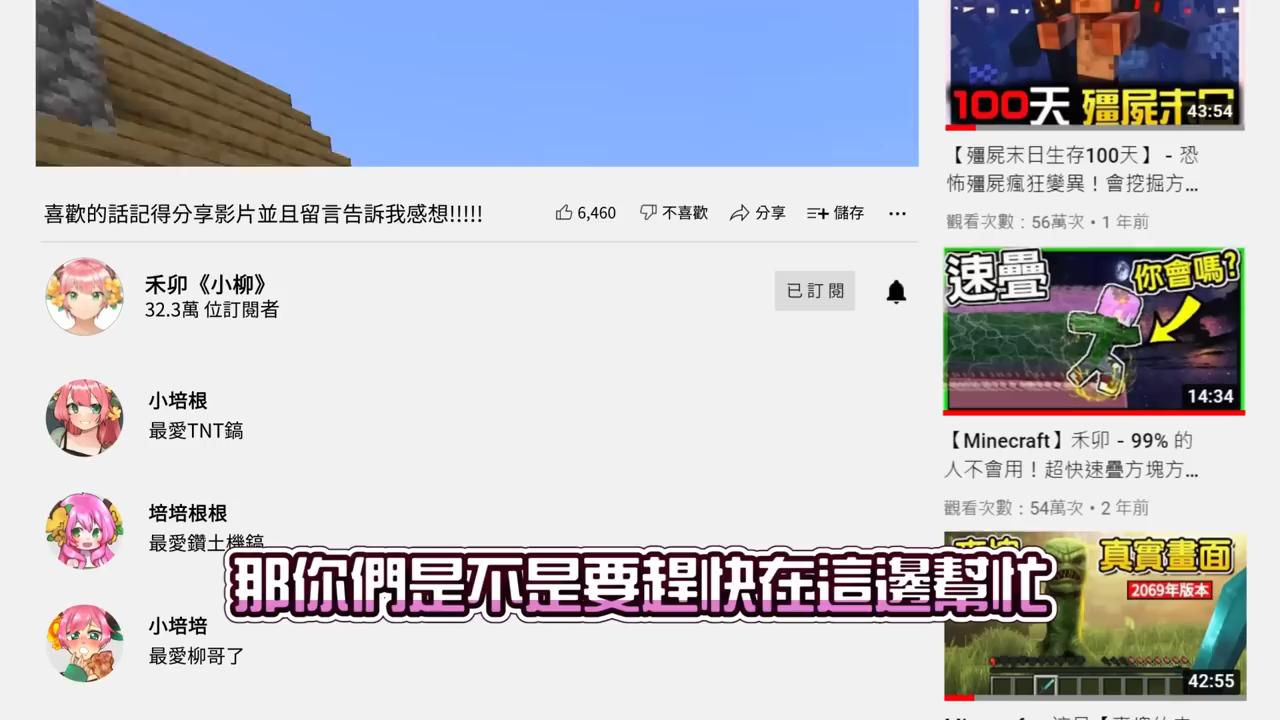 喜歡的話記得分享影片並且留言告訴我感想!!!!!
6,460
不喜歡
分享
儲存
禾卯《小柳》
32.3萬 位訂閱者
已訂閱
小培根
最愛TNT鎬
培培根根
最愛鑽土機鎬
小培培
最愛柳哥了
那你們是不是要趕快在這邊幫忙
100天 殭屍末日
43:54
【殭屍末日生存100天】 - 恐
怖殭屍瘋狂變異！會挖掘方...
觀看次數：56萬次・1 年前
速疊
你會嗎?
14:34
【Minecraft】禾卯 - 99% 的
人不會用！超快速疊方塊方...
觀看次數：54萬次・2 年前
真實畫面
2069年版本
42:55